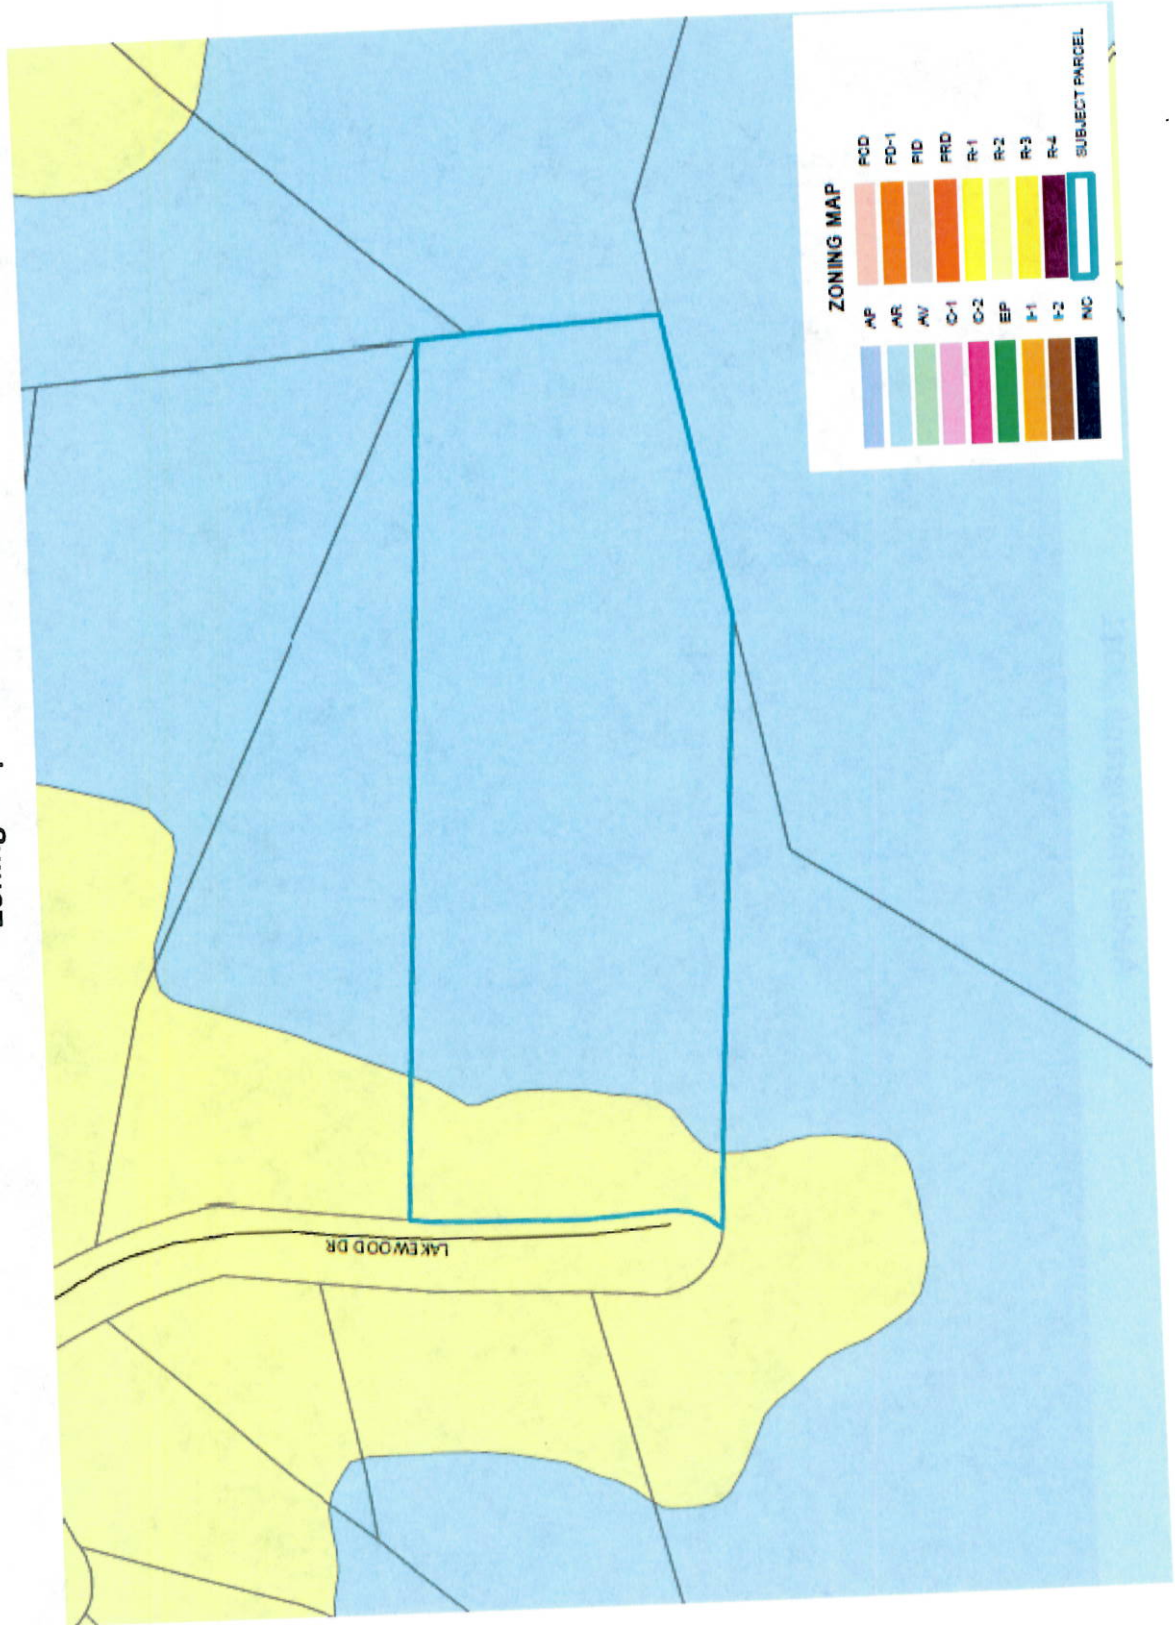 LAKEWOOD DR
ZONING MAP
AP
AR
AV
C-1
C-2
EP
I-1
I-2
NC
PCD
PD-1
PID
PRD
R-1
R-2
R-3
R-4
SUBJECT PARCEL